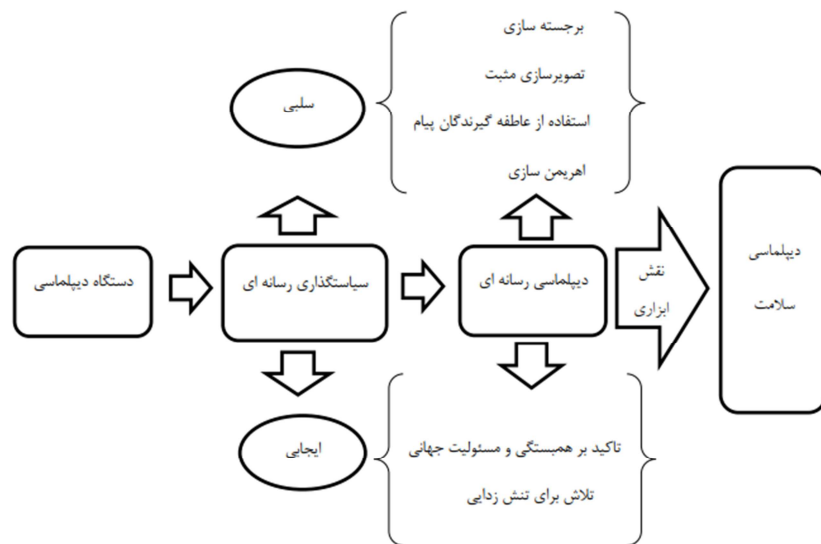 برجسته سازی
تصویرسازی مثبت
استفاده از عاطفه گیرندگان پیام
اهریمن سازی
سلبی
دستگاه دیپلماسی
سیاستگذاری رسانه ای
دیپلماسی رسانه ای
نقش
ابزاری
دیپلماسی
سلامت
ایجابی
تاکید بر همبستگی و مسئولیت جهانی
تلاش برای تنش زدایی